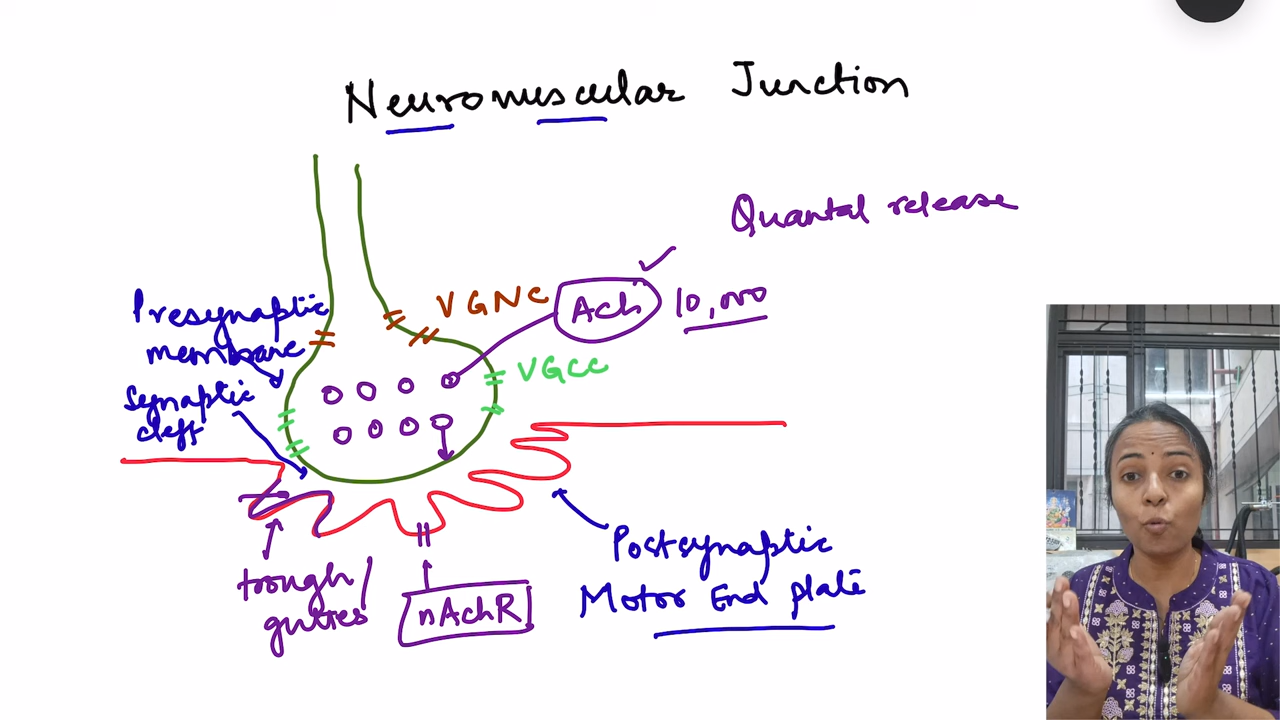 Neuromuscular Junction
Quantal release
Presynaptic
membrane
VGNC
Ach
10,000
VGCC
Synaptic
cleft
Postsynaptic
Motor End plate
trough/
gutters
nAchR